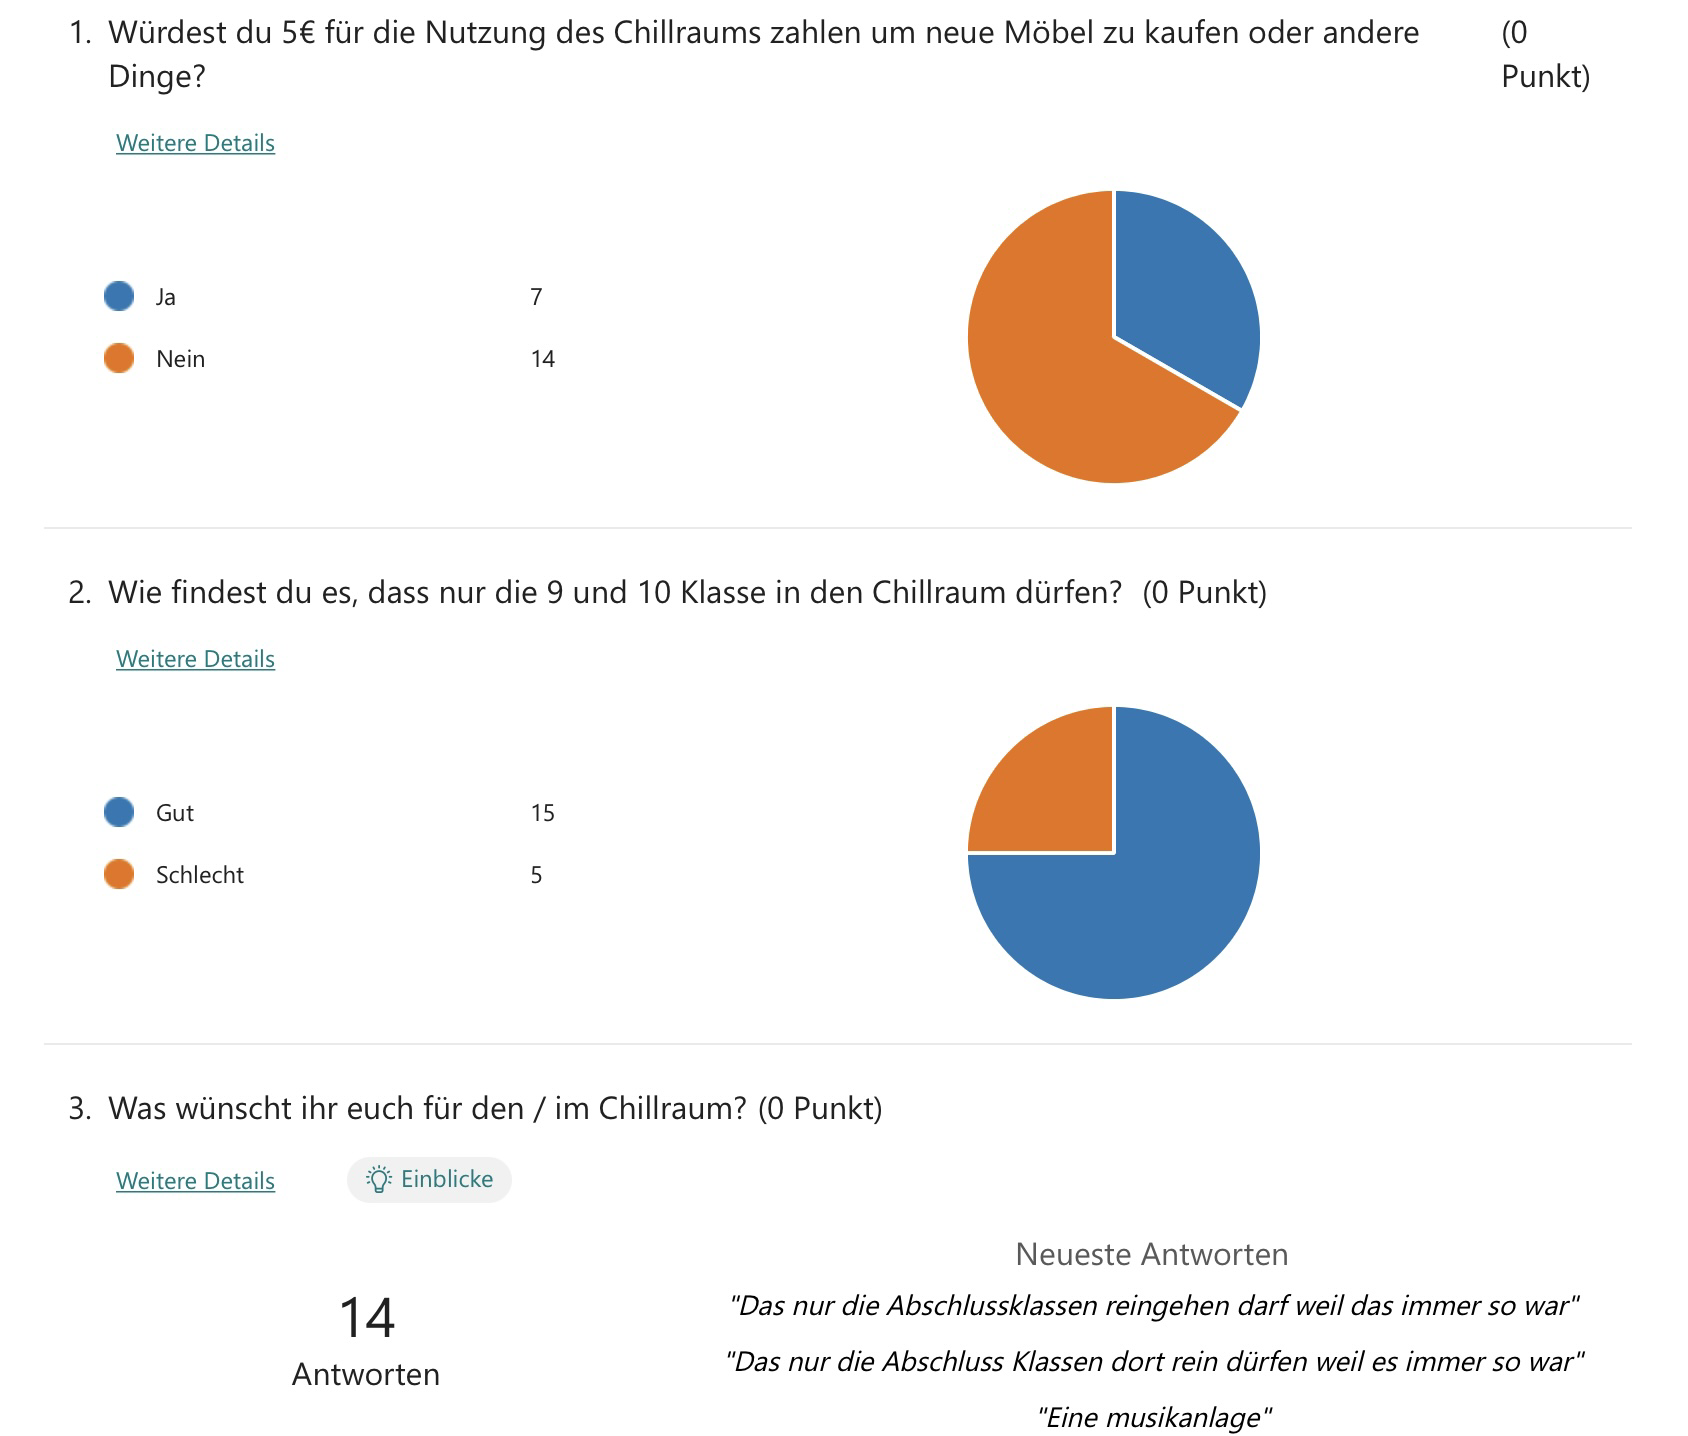 1. Würdest du 5€ für die Nutzung des Chillraums zahlen um neue Möbel zu kaufen oder andere (0
Dinge? Punkt)
Weitere Details
Ja 7
Nein 14
2. Wie findest du es, dass nur die 9 und 10 Klasse in den Chillraum dürfen? (0 Punkt)
Weitere Details
Gut 15
Schlecht 5
3. Was wünscht ihr euch für den / im Chillraum? (0 Punkt)
Weitere Details Einblicke
14
Antworten
Neueste Antworten
"Das nur die Abschlussklassen reingehen darf weil das immer so war"
"Das nur die Abschluss Klassen dort rein dürfen weil es immer so war"
"Eine musikanlage"